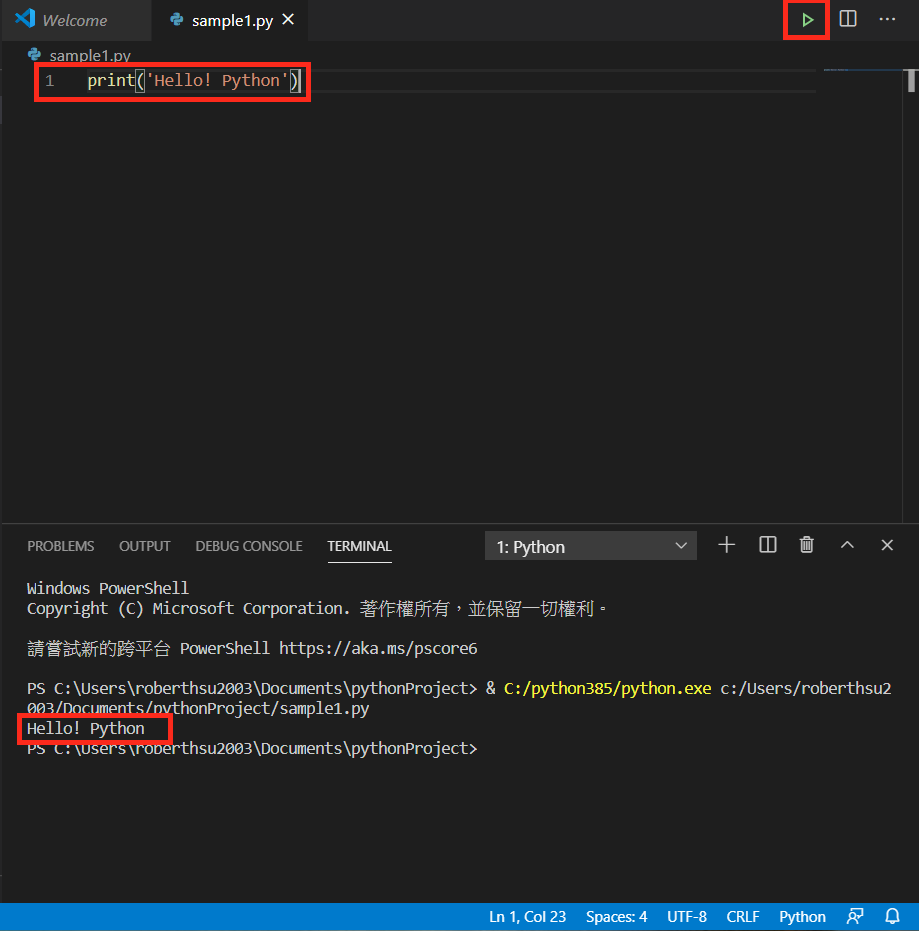 Welcome
sample1.py
sample1.py
1 print('Hello! Python')
PROBLEMS OUTPUT DEBUG CONSOLE TERMINAL 1: Python
Windows PowerShell
Copyright (C) Microsoft Corporation. 著作權所有，並保留一切權利。
請嘗試新的跨平台 PowerShell https://aka.ms/pscore6
PS C:\Users\roberthsu2003\Documents\pythonProject> & C:/python385/python.exe c:/Users/roberthsu2
003/Documents/pythonProject/sample1.py
Hello! Python
PS C:\Users\roberthsu2003\Documents\pythonProject>
Ln 1, Col 23 Spaces: 4 UTF-8 CRLF Python